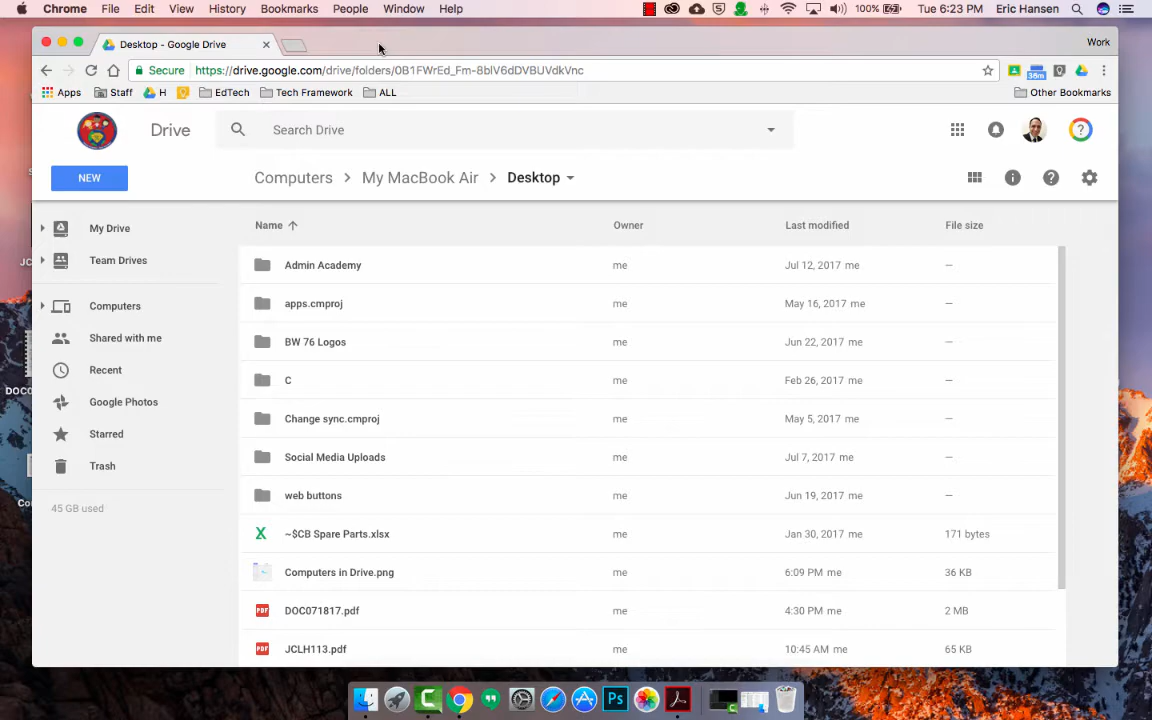 Chrome File Edit View History Bookmarks People Window Help 100% Tue 6:23 PM Eric Hansen
Desktop - Google Drive Work
Secure https://drive.google.com/drive/folders/0B1FWrEd_Fm-8blV6dDVBUVdkVnc 36m
Apps Staff H EdTech Tech Framework ALL Other Bookmarks
Drive Search Drive
NEW Computers > My MacBook Air > Desktop
Name Owner Last modified File size
My Drive
Team Drives
Computers
Shared with me
Recent
Google Photos
Starred
Trash
45 GB used
Admin Academy me Jul 12, 2017 me —
apps.cmproj me May 16, 2017 me —
BW 76 Logos me Jun 22, 2017 me —
C me Feb 26, 2017 me —
Change sync.cmproj me May 5, 2017 me —
Social Media Uploads me Jul 7, 2017 me —
web buttons me Jun 19, 2017 me —
~$CB Spare Parts.xlsx me Jan 30, 2017 me 171 bytes
Computers in Drive.png me 6:09 PM me 36 KB
PDF DOC071817.pdf me 4:30 PM me 2 MB
PDF JCLH113.pdf me 10:45 AM me 65 KB
JC
DOC0
Co
Ps